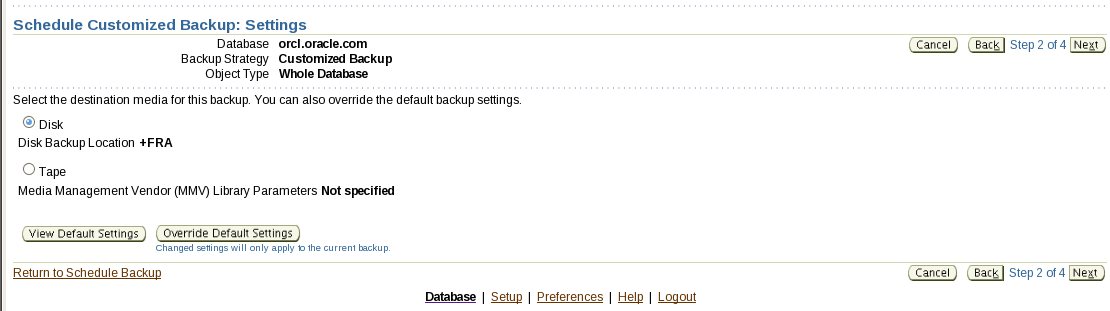 Schedule Customized Backup: Settings
Database orcl.oracle.com
Cancel Back Step 2 of 4 Next
Backup Strategy Customized Backup
Object Type Whole Database
Select the destination media for this backup. You can also override the default backup settings.
Disk
Disk Backup Location +FRA
Tape
Media Management Vendor (MMV) Library Parameters Not specified
View Default Settings Override Default Settings
Changed settings will only apply to the current backup.
Return to Schedule Backup Cancel Back Step 2 of 4 Next
Database | Setup | Preferences | Help | Logout